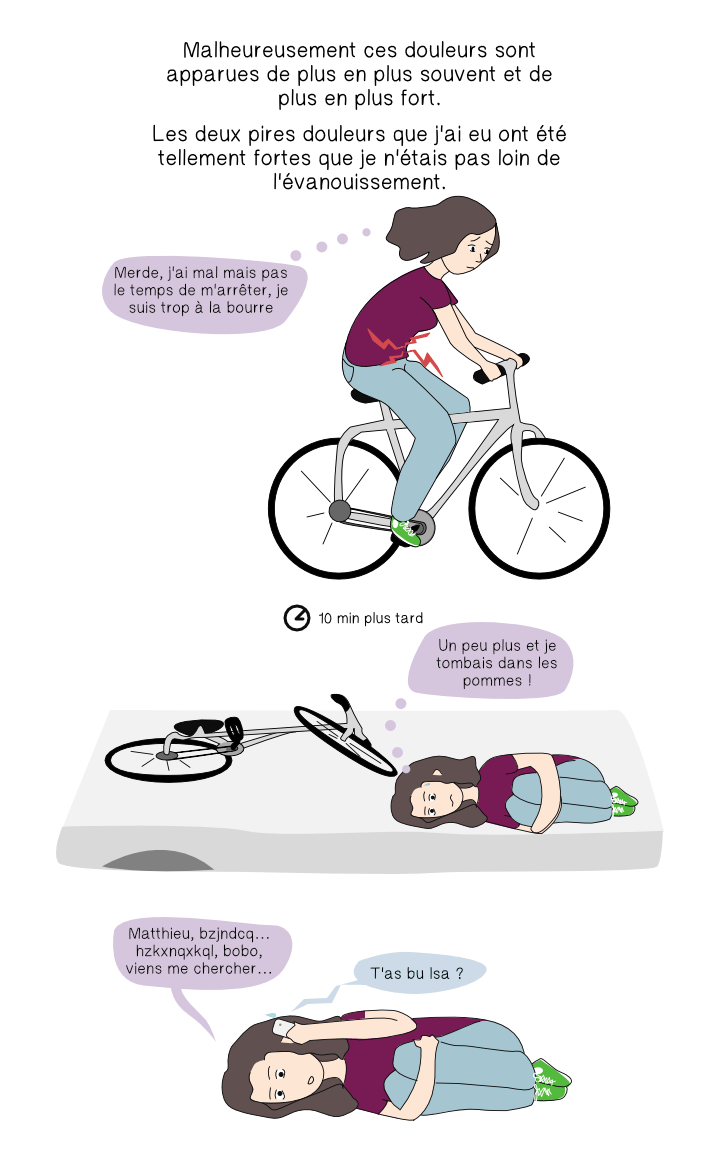 Malheureusement ces douleurs sont
apparues de plus en plus souvent et de
plus en plus fort.
Les deux pires douleurs que j'ai eu ont été
tellement fortes que je n'étais pas loin de
l'évanouissement.
Merde, j'ai mal mais pas
le temps de m'arrêter, je
suis trop à la bourre
10 min plus tard
Un peu plus et je
tombais dans les
pommes !
Matthieu, bzjndcq...
hzkxnqxkql, bobo,
viens me chercher...
T'as bu Isa ?